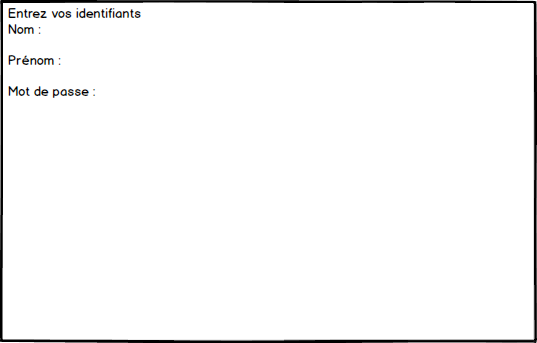 Entrez vos identifiants
Nom :
Prénom :
Mot de passe :